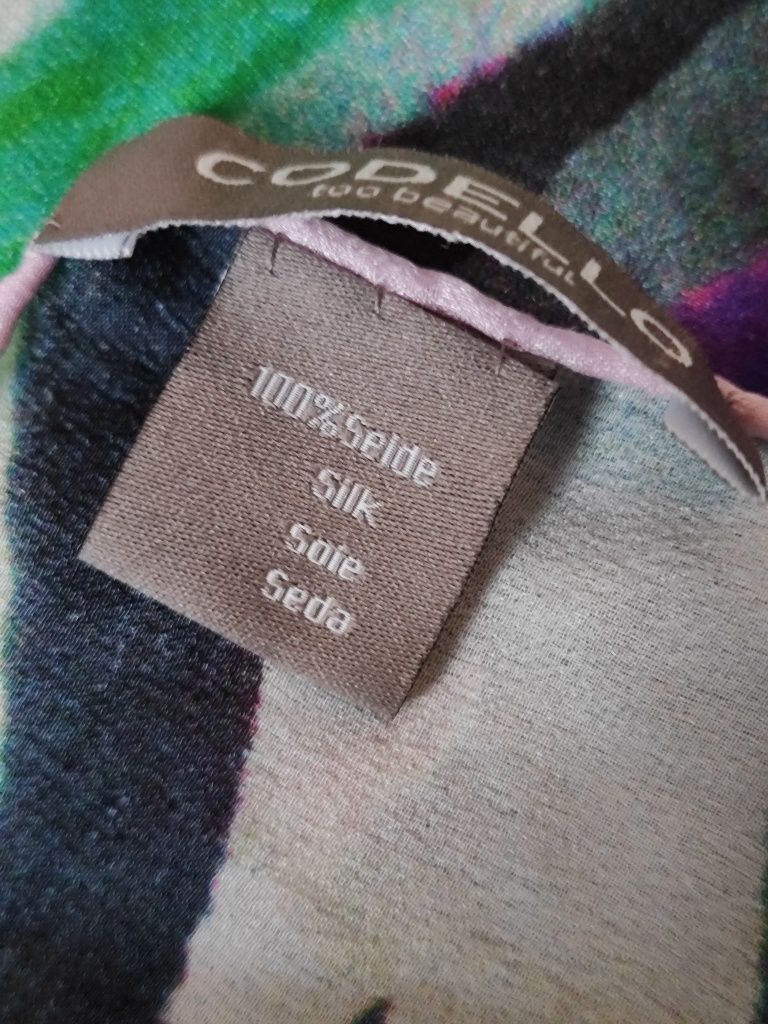 CODELLO
too beautiful
100%Seide
Silk
Soie
Seda